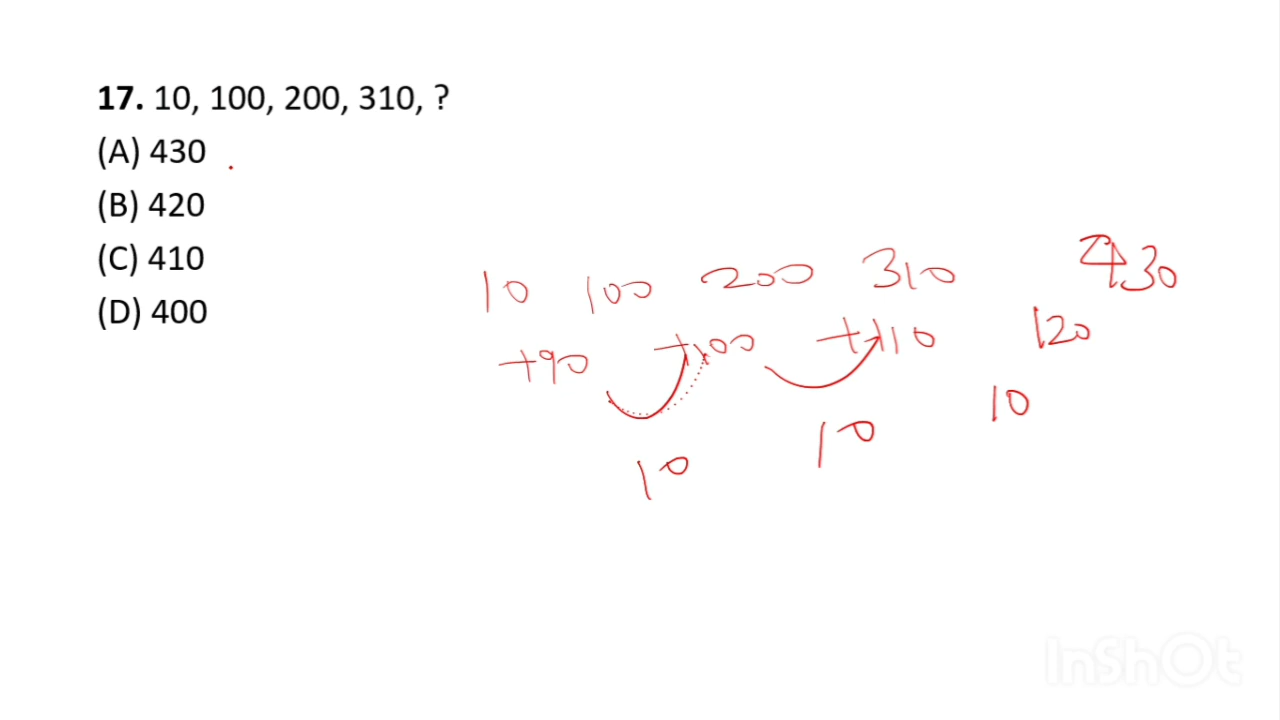 17. 10, 100, 200, 310, ?
(A) 430
(B) 420
(C) 410
(D) 400
10 100 200 310 430
+90 +100 +110 120
10 10 10
InShOt